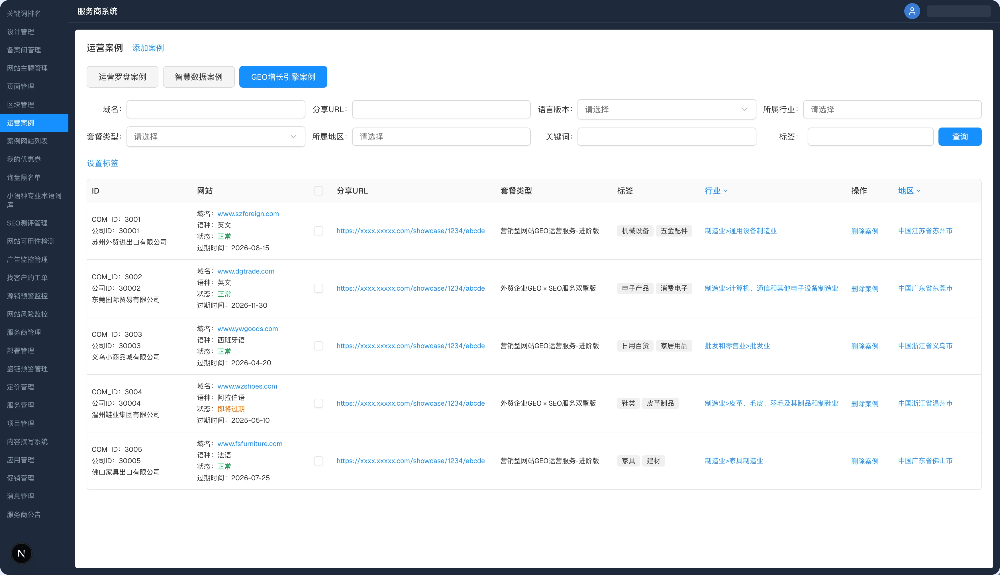 服务商系统
关键词排名
设计管理
备案问管理
网站主题管理
页面管理
区块管理
运营案例
案例网站列表
我的优惠券
询盘黑名单
小语种专业术语词
库
SEO测评管理
网站可用性检测
广告监控管理
找客户的工单
源销预警监控
网站风险监控
服务商管理
部署管理
盗链预警管理
定价管理
服务管理
项目管理
内容撰写系统
应用管理
促销管理
消息管理
服务商公告
N
运营案例 添加案例
运营罗盘案例 智慧数据案例 GEO增长引擎案例
域名: 分享URL: 语言版本: 请选择 所属行业: 请选择
套餐类型: 请选择 所属地区: 请选择 关键词: 标签: 查询
设置标签
ID 网站 分享URL 套餐类型 标签 行业 操作 地区
COM_ID: 3001
公司ID: 30001
苏州外贸进出口有限公司
域名: www.szforeign.com
语种: 英文
状态: 正常
过期时间: 2026-08-15
https://xxxx.xxxxx.com/showcase/1234/abcde 营销型网站GEO运营服务-进阶版 机械设备 五金配件 制造业>通用设备制造业 删除案例 中国江苏省苏州市
COM_ID: 3002
公司ID: 30002
东莞国际贸易有限公司
域名: www.dgtrade.com
语种: 英文
状态: 正常
过期时间: 2026-11-30
https://xxxx.xxxxx.com/showcase/1234/abcde 外贸企业GEO × SEO服务双擎版 电子产品 消费电子 制造业>计算机、通信和其他电子设备制造业 删除案例 中国广东省东莞市
COM_ID: 3003
公司ID: 30003
义乌小商品城有限公司
域名: www.ywgoods.com
语种: 西班牙语
状态: 正常
过期时间: 2026-04-20
https://xxxx.xxxxx.com/showcase/1234/abcde 营销型网站GEO运营服务-进阶版 日用百货 家居用品 批发和零售业>批发业 删除案例 中国浙江省义乌市
COM_ID: 3004
公司ID: 30004
温州鞋业集团有限公司
域名: www.wzshoes.com
语种: 阿拉伯语
状态: 即将过期
过期时间: 2025-05-10
https://xxxx.xxxxx.com/showcase/1234/abcde 外贸企业GEO × SEO服务双擎版 鞋类 皮革制品 制造业>皮革、毛皮、羽毛及其制品和制鞋业 删除案例 中国浙江省温州市
COM_ID: 3005
公司ID: 30005
佛山家具出口有限公司
域名: www.fsfurniture.com
语种: 法语
状态: 正常
过期时间: 2026-07-25
https://xxxx.xxxxx.com/showcase/1234/abcde 营销型网站GEO运营服务-进阶版 家具 建材 制造业>家具制造业 删除案例 中国广东省佛山市